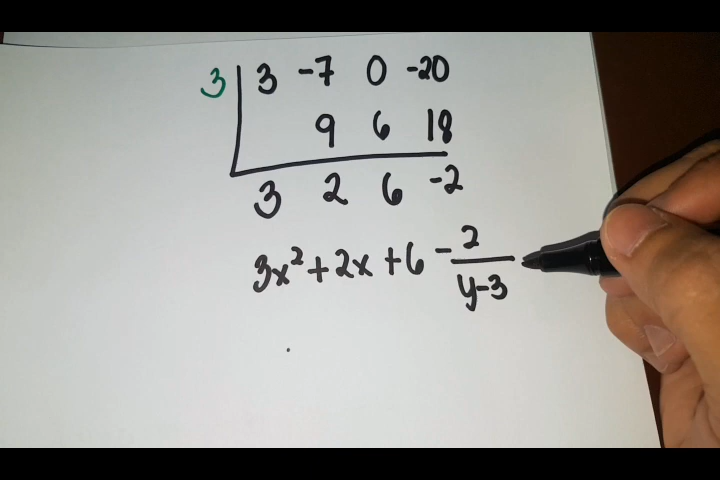 3 | 3 -7 0 -20
9 6 18
3 2 6 -2
3x² + 2x + 6 - 2/(y-3)